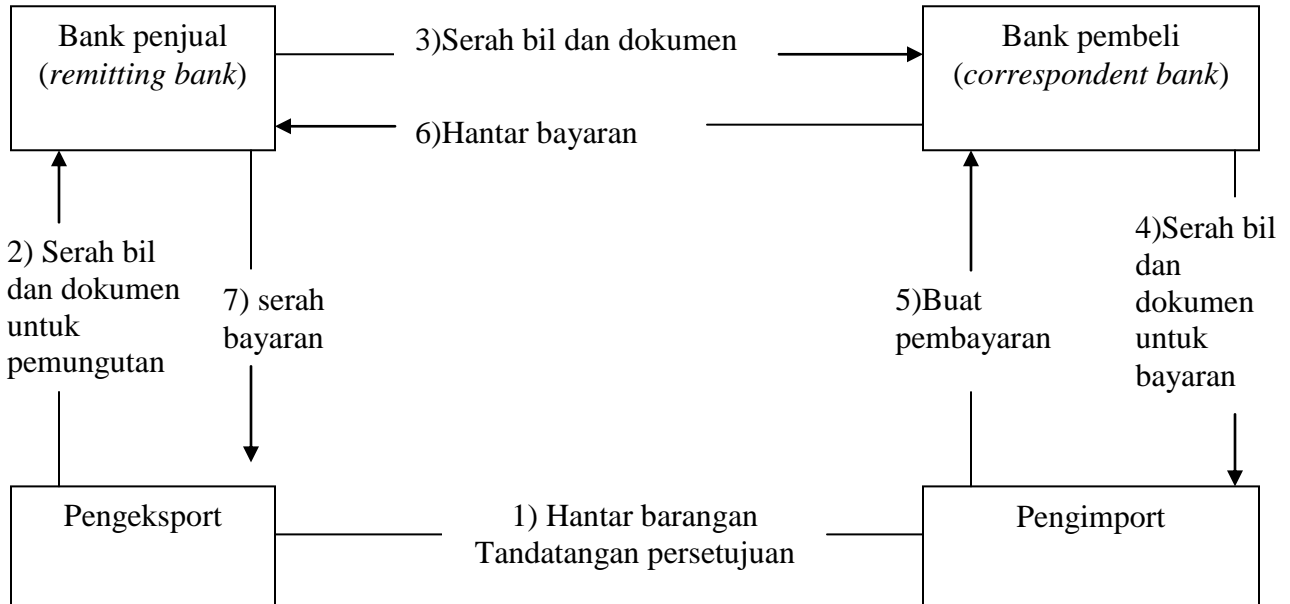 Bank penjual
(remitting bank)
3)Serah bil dan dokumen
Bank pembeli
(correspondent bank)
6)Hantar bayaran
2) Serah bil
dan dokumen
untuk
pemungutan
7) serah
bayaran
5)Buat
pembayaran
4)Serah bil
dan
dokumen
untuk
bayaran
Pengeksport
1) Hantar barangan
Tandatangan persetujuan
Pengimport